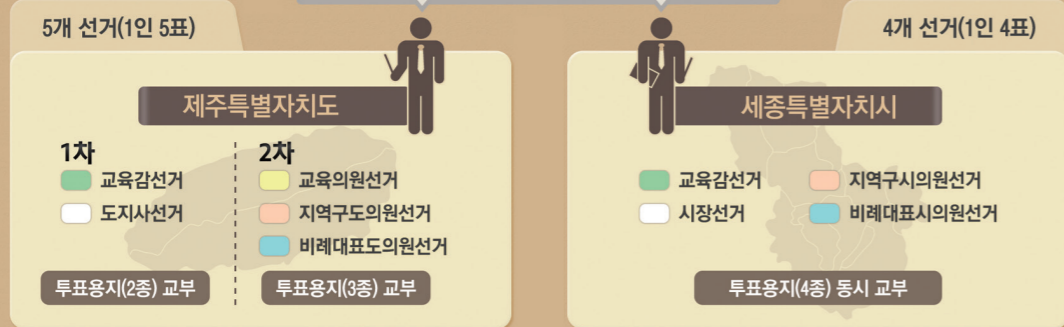 5개 선거(1인 5표)
제주특별자치도
1차
교육감선거
도지사선거
투표용지(2종) 교부
2차
교육의원선거
지역구도의원선거
비례대표도의원선거
투표용지(3종) 교부
4개 선거(1인 4표)
세종특별자치시
교육감선거
시장선거
지역구시의원선거
비례대표시의원선거
투표용지(4종) 동시 교부